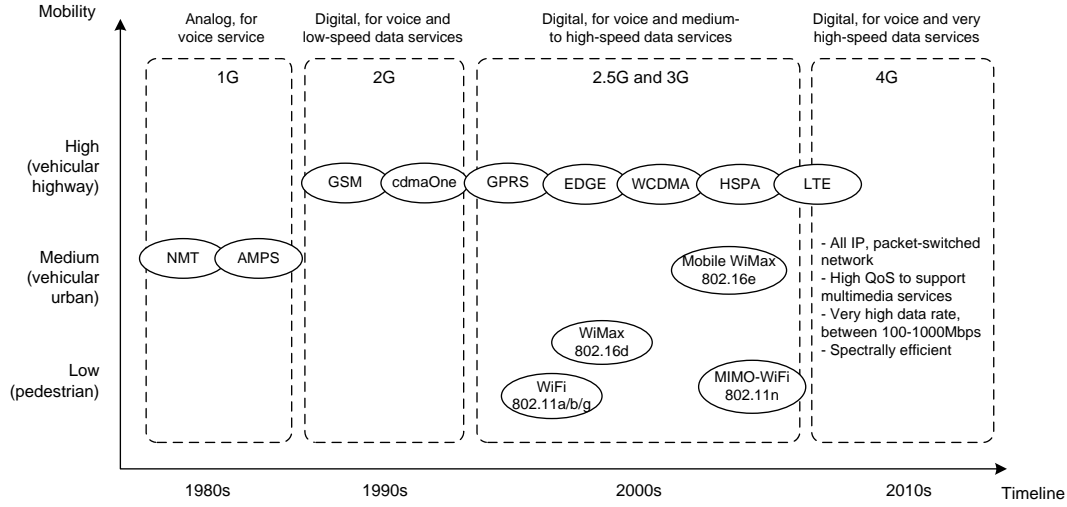 Mobility
Analog, for
voice service
Digital, for voice and
low-speed data services
Digital, for voice and medium-
to high-speed data services
Digital, for voice and very
high-speed data services
1G
2G
2.5G and 3G
4G
High
(vehicular
highway)
GSM
cdmaOne
GPRS
EDGE
WCDMA
HSPA
LTE
Medium
(vehicular
urban)
NMT
AMPS
Mobile WiMax
802.16e
- All IP, packet-switched
network
- High QoS to support
multimedia services
- Very high data rate,
between 100-1000Mbps
- Spectrally efficient
WiMax
802.16d
Low
(pedestrian)
WiFi
802.11a/b/g
MIMO-WiFi
802.11n
1980s
1990s
2000s
2010s
Timeline